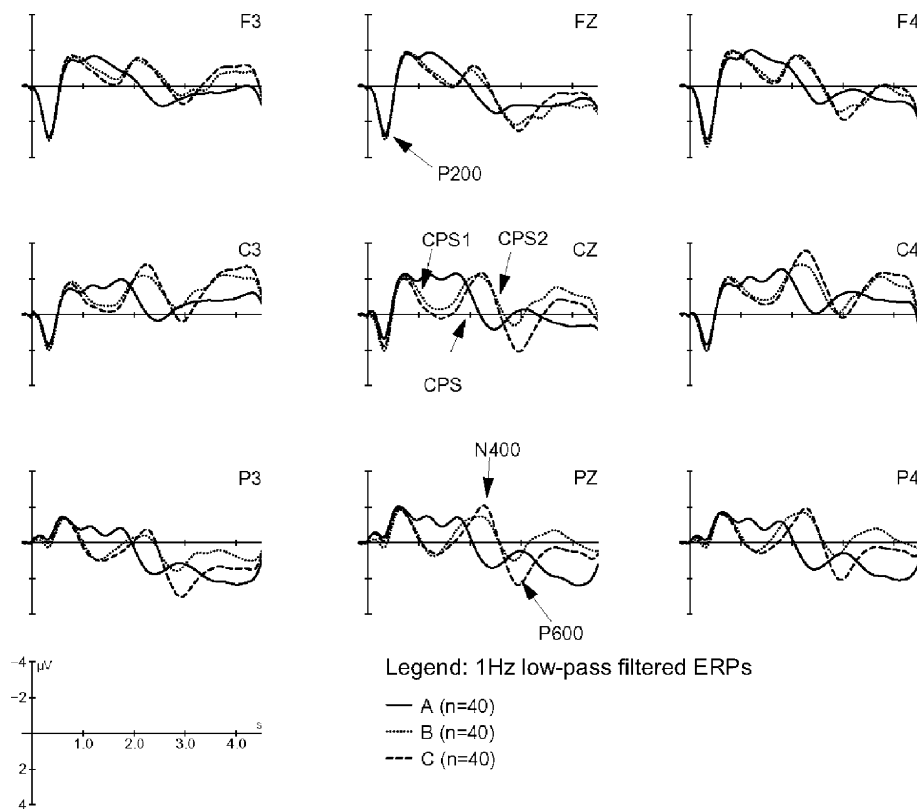 F3
FZ
F4
P200
C3
CPS1
CPS2
CZ
C4
CPS
P3
N400
PZ
P4
P600
−4
µV
−2
s
1.0 2.0 3.0 4.0
2
4
Legend: 1Hz low-pass filtered ERPs
A (n=40)
B (n=40)
C (n=40)